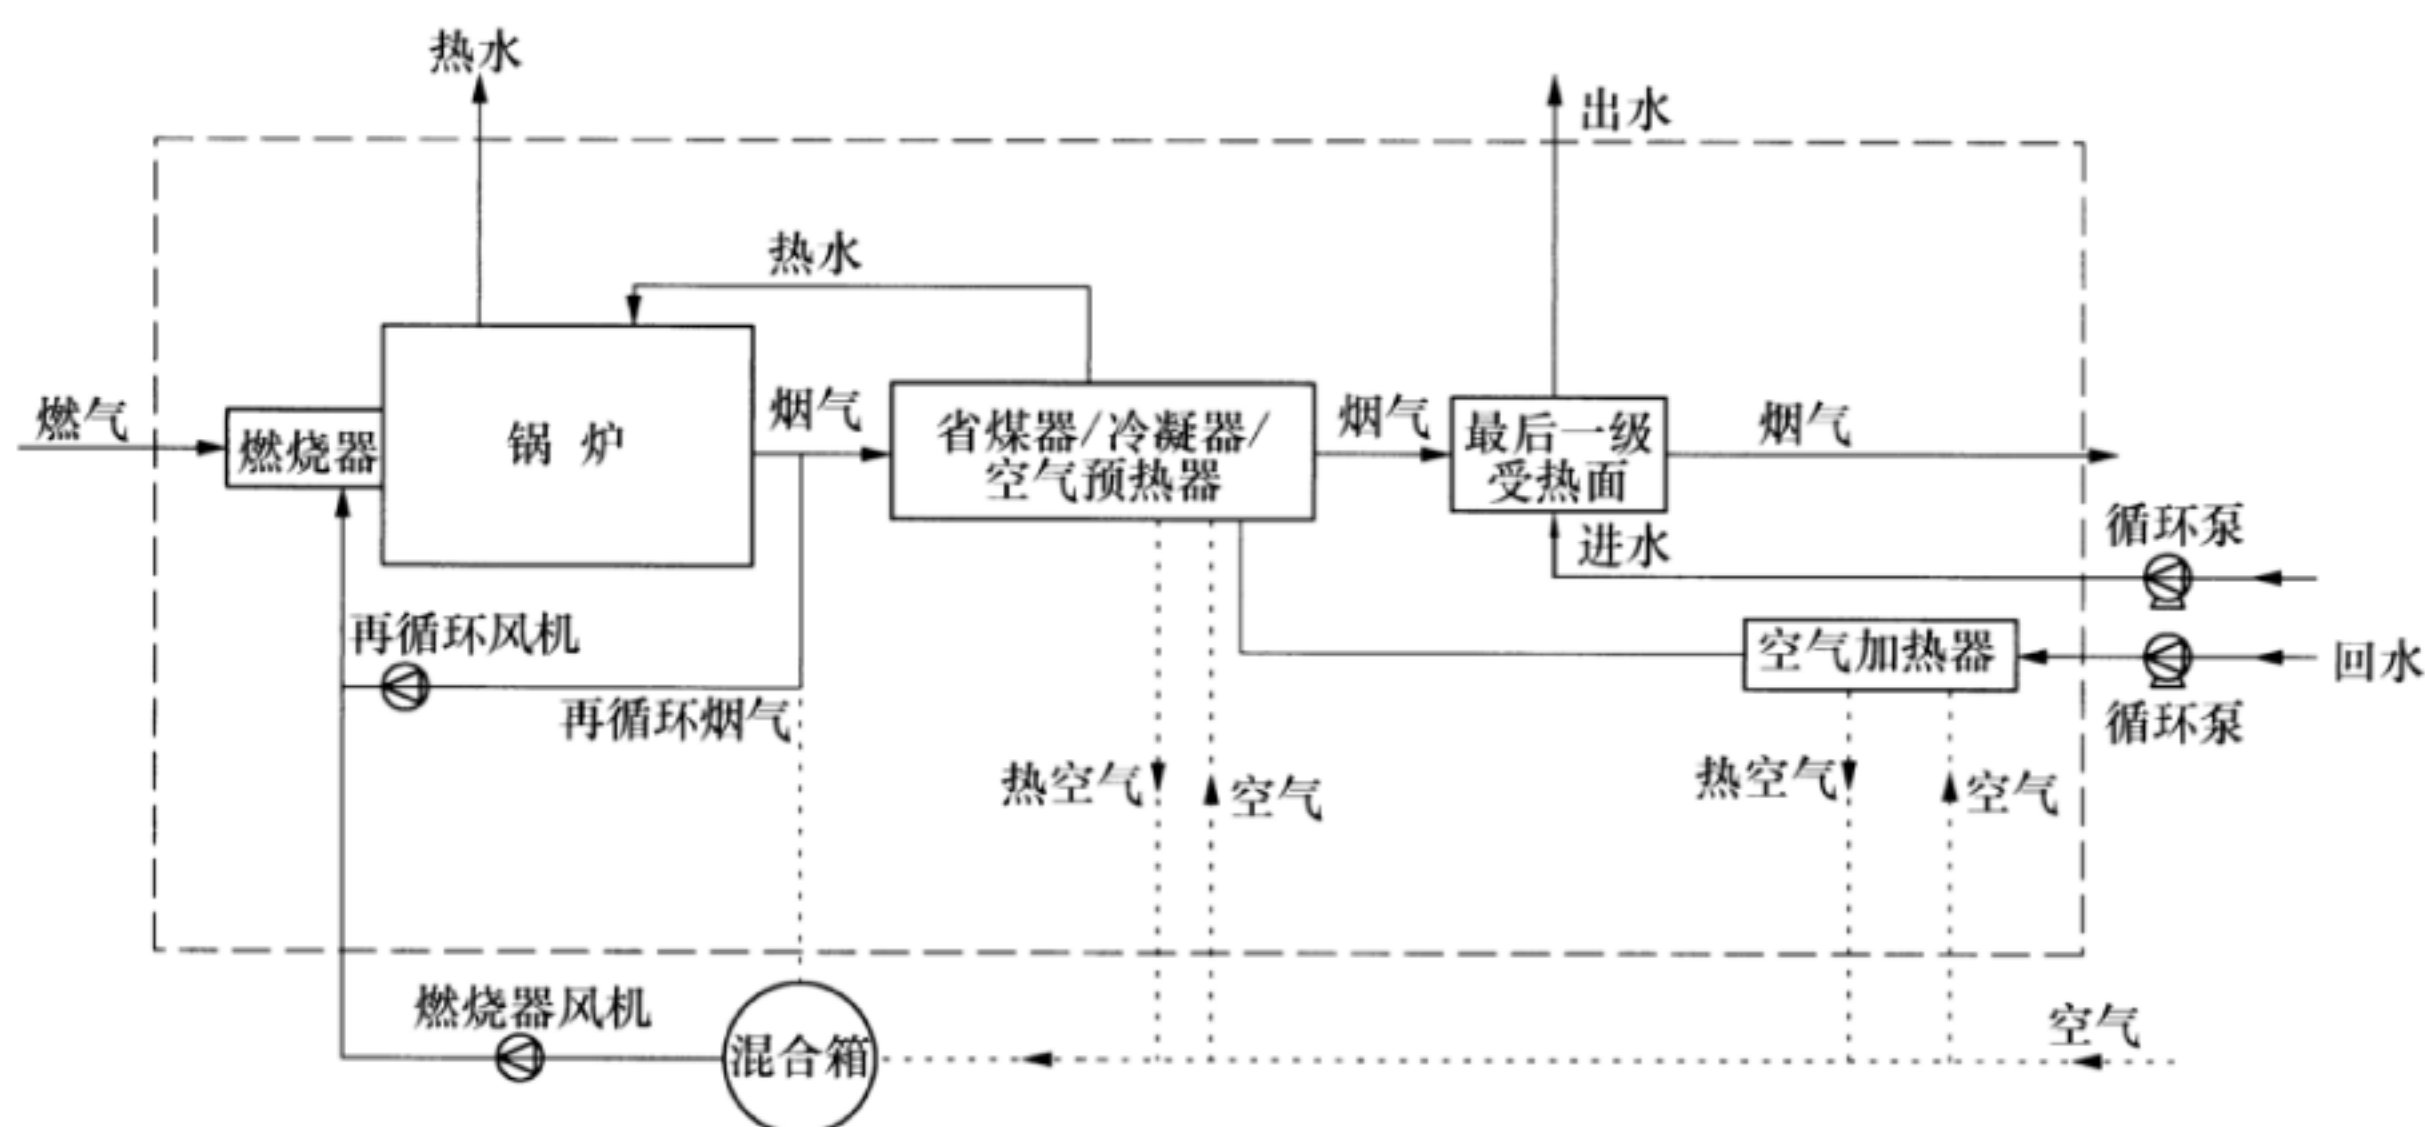 热水
出水
热水
燃气
燃烧器
锅 炉
烟气
省煤器/冷凝器/
空气预热器
烟气
最后一级
受热面
烟气
进水
循环泵
再循环风机
空气加热器
回水
再循环烟气
循环泵
热空气
空气
热空气
空气
燃烧器风机
混合箱
空气